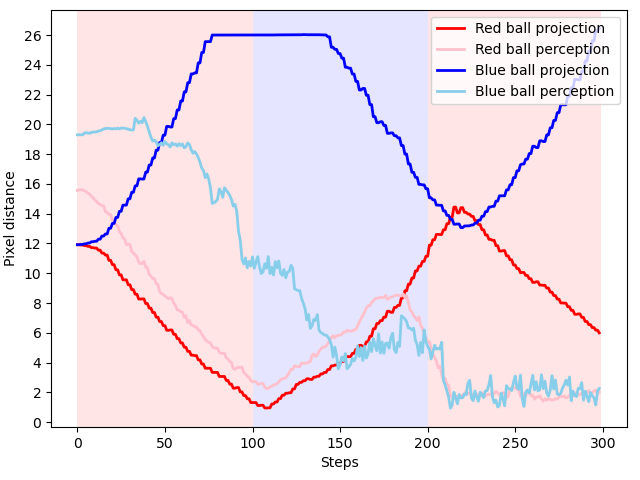 Red ball projection
Red ball perception
Blue ball projection
Blue ball perception
26
24
22
20
18
16
14
12
10
8
6
4
2
0
Pixel distance
0 50 100 150 200 250 300
Steps